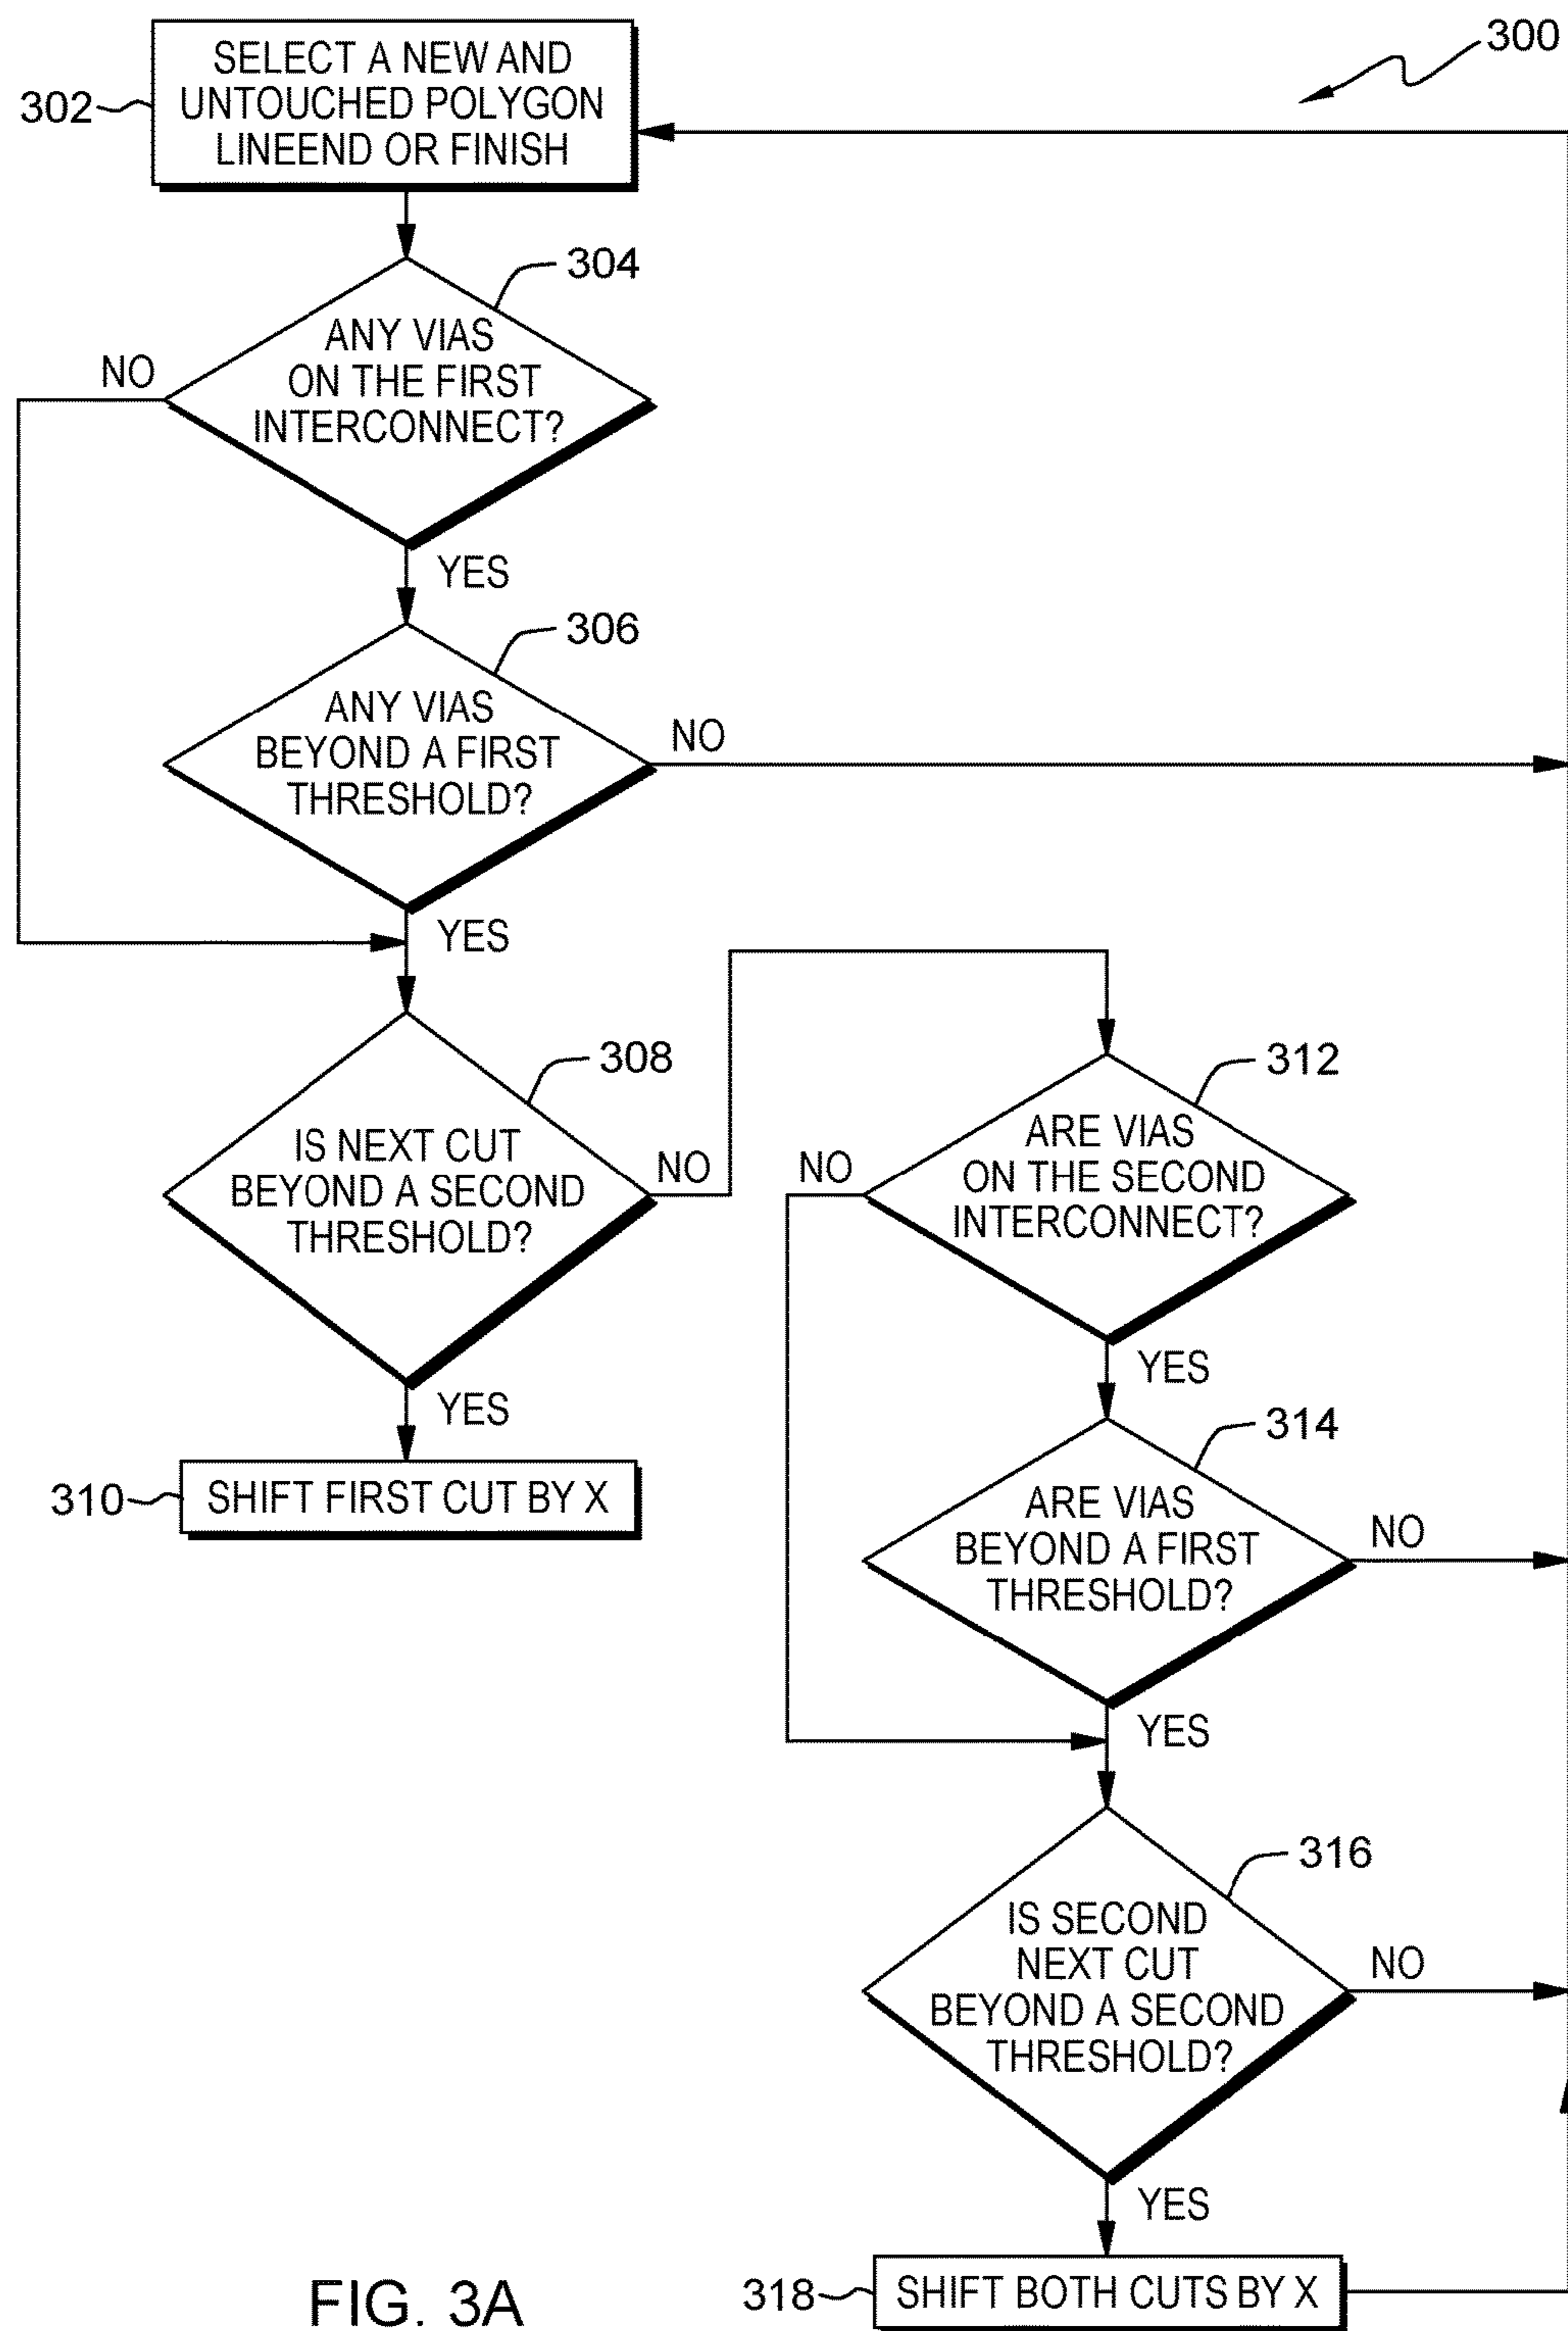 300
302
SELECT A NEW AND
UNTOUCHED POLYGON
LINEEND OR FINISH
304
ANY VIAS
ON THE FIRST
INTERCONNECT?
NO
YES
306
ANY VIAS
BEYOND A FIRST
THRESHOLD?
NO
YES
308
IS NEXT CUT
BEYOND A SECOND
THRESHOLD?
NO
YES
310
SHIFT FIRST CUT BY X
312
ARE VIAS
ON THE SECOND
INTERCONNECT?
NO
YES
314
ARE VIAS
BEYOND A FIRST
THRESHOLD?
NO
YES
316
IS SECOND
NEXT CUT
BEYOND A SECOND
THRESHOLD?
NO
YES
318
SHIFT BOTH CUTS BY X
FIG. 3A